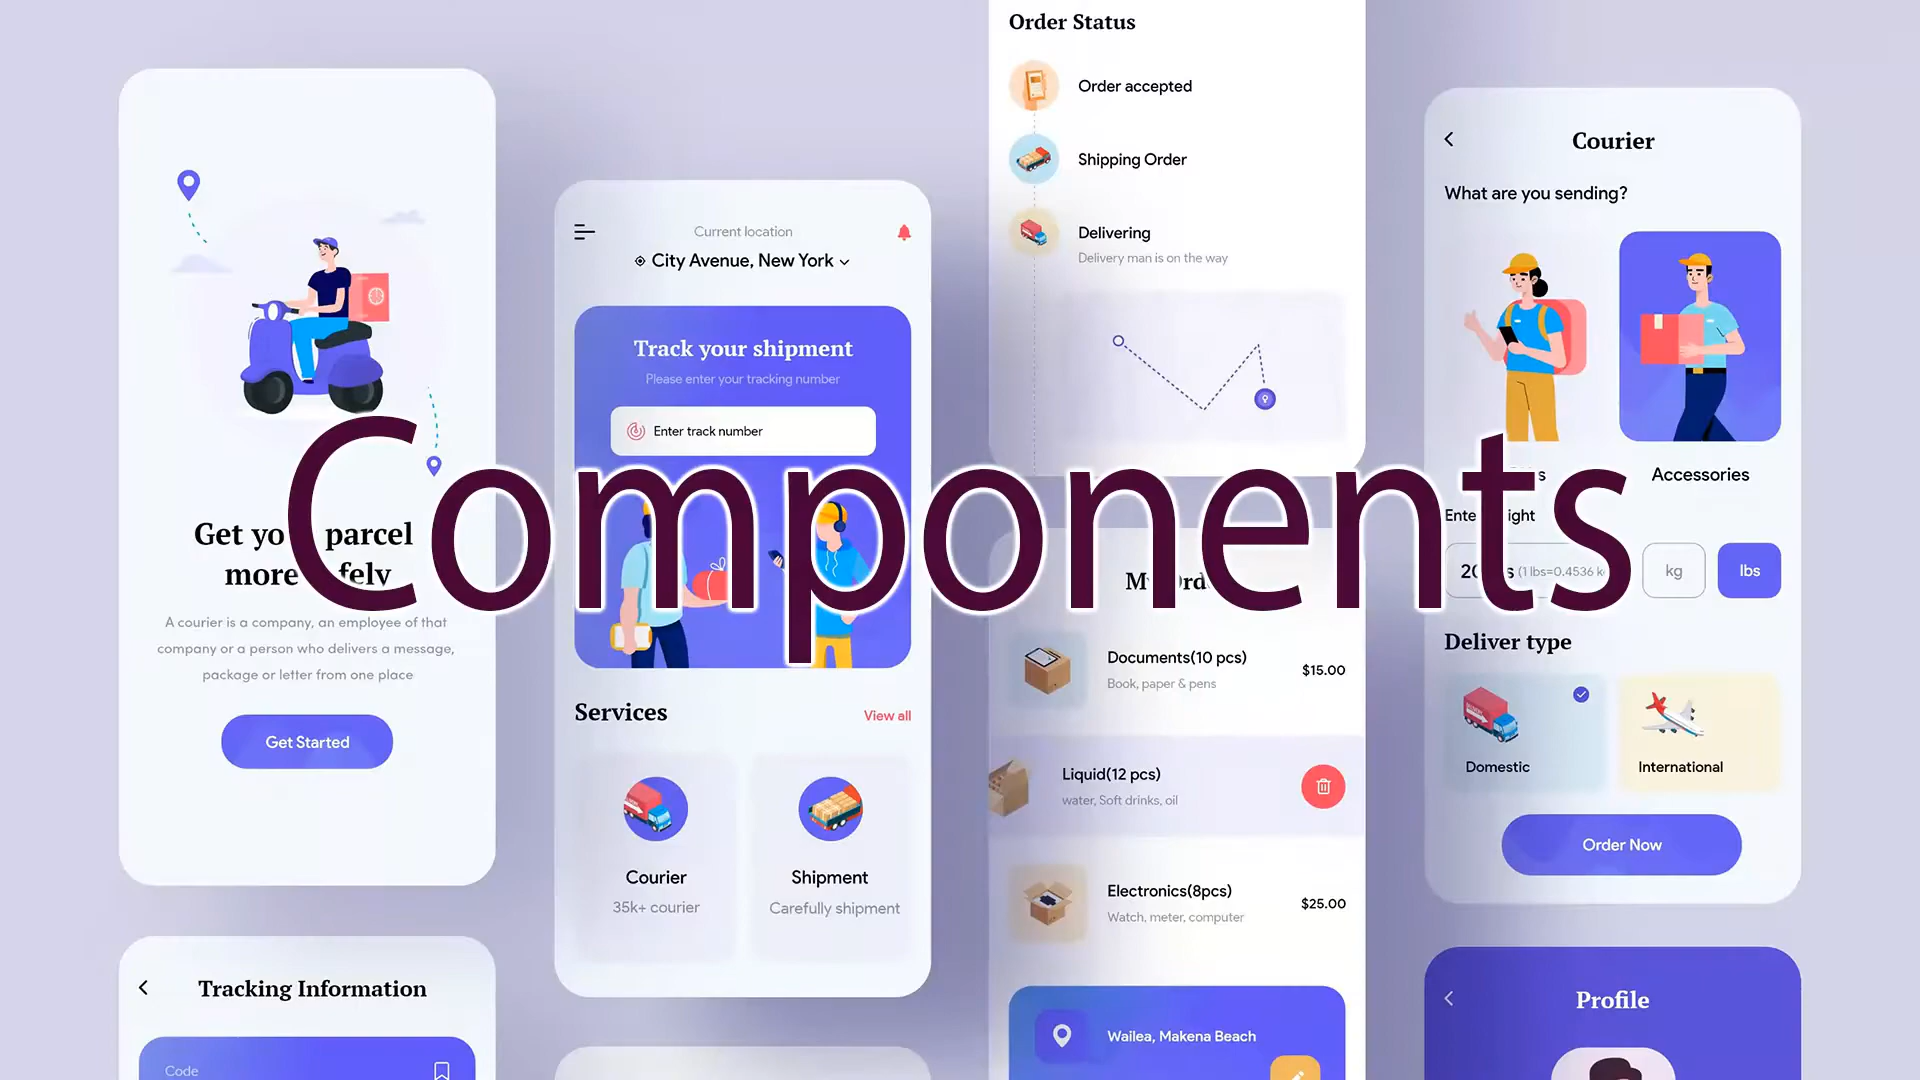 Components
Get parcel
more
A courier is a company, an employee of that
company or a person who delivers a message,
package or letter from one place
Get Started
Tracking Information
Code
Current location
City Avenue, New York
Track your shipment
Please enter your tracking number
Enter track number
Services
View all
Courier
35k+ courier
Shipment
Carefully shipment
Order Status
Order accepted
Shipping Order
Delivering
Delivery man is on the way
Documents(10 pcs)
Book, paper & pens
$15.00
Liquid(12 pcs)
water, Soft drinks, oil
Electronics(8pcs)
Watch, meter, computer
$25.00
Wailea, Makena Beach
Courier
What are you sending?
Accessories
(1 lbs=0.4536
kg
lbs
Deliver type
Domestic
International
Order Now
Profile